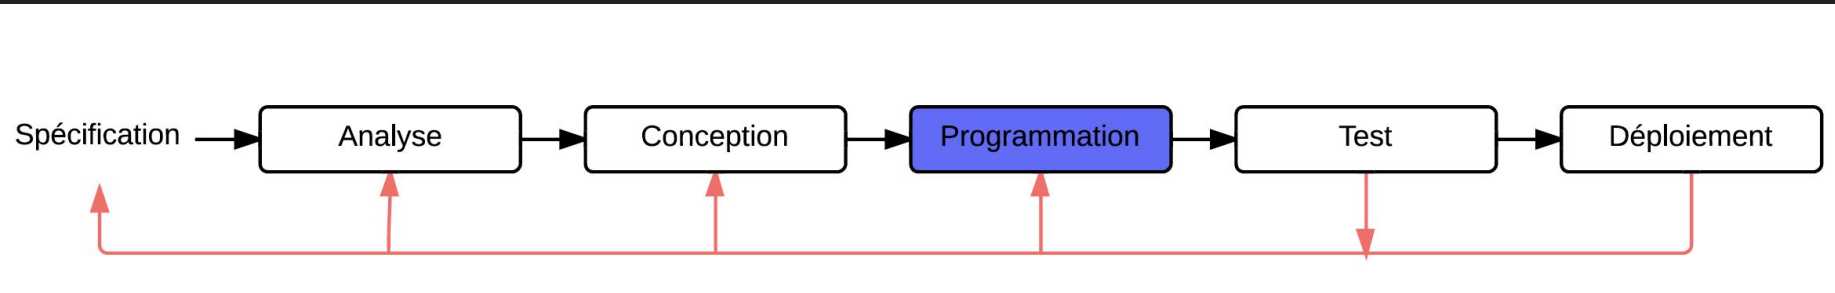 Spécification
Analyse
Conception
Programmation
Test
Déploiement